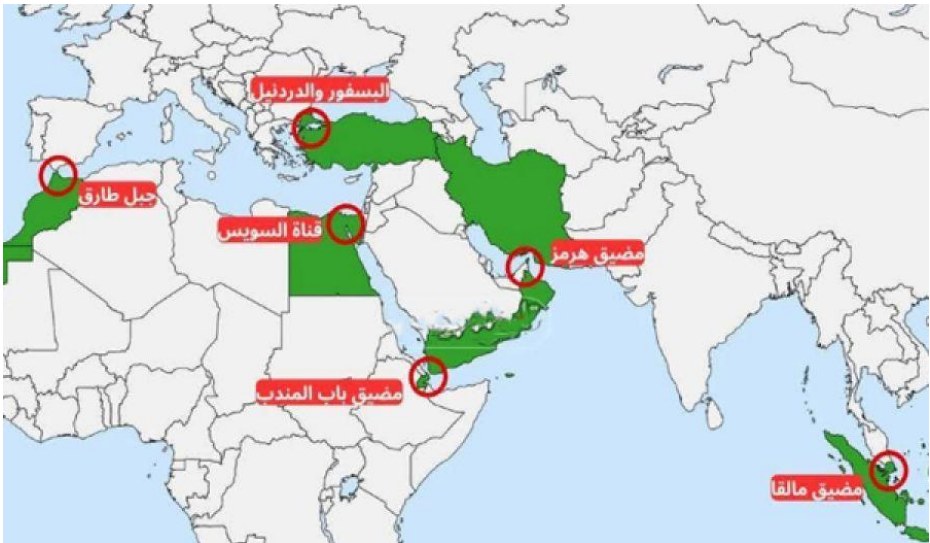 البسفور والدردنيل
جبل طارق
قناة السويس
مضيق هرمز
مضيق باب المندب
مضيق مالقا